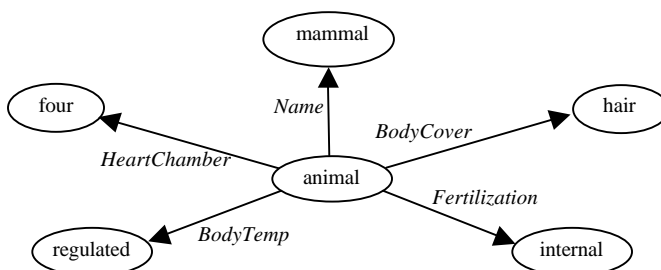 mammal
four
Name
hair
BodyCover
HeartChamber
animal
Fertilization
BodyTemp
regulated
internal